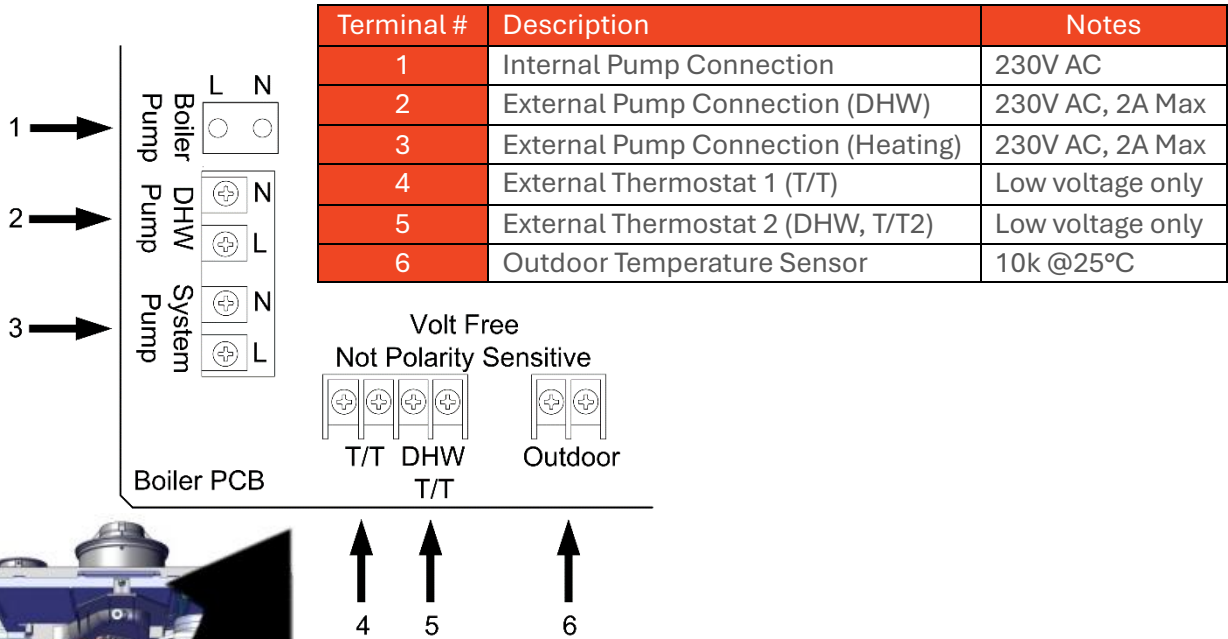 Terminal # Description Notes
1 Internal Pump Connection 230V AC
2 External Pump Connection (DHW) 230V AC, 2A Max
3 External Pump Connection (Heating) 230V AC, 2A Max
4 External Thermostat 1 (T/T) Low voltage only
5 External Thermostat 2 (DHW, T/T2) Low voltage only
6 Outdoor Temperature Sensor 10k @25°C
L N
1
Boiler
Pump
2
DHW
Pump
N
L
3
System
Pump
N
L
Volt Free
Not Polarity Sensitive
T/T DHW
T/T
Outdoor
Boiler PCB
4 5 6